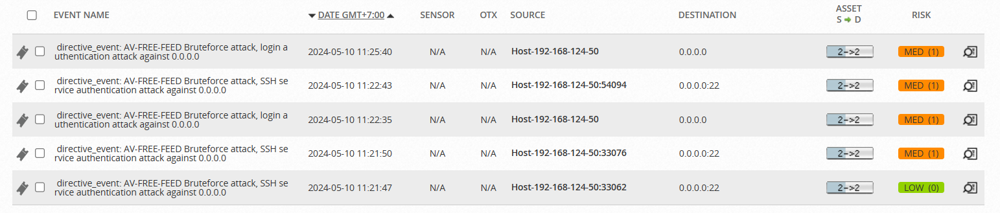 EVENT NAME DATE GMT+7:00 SENSOR OTX SOURCE DESTINATION ASSET S D RISK
directive_event: AV-FREE-FEED Bruteforce attack, login a
uthentication attack against 0.0.0.0
2024-05-10 11:25:40 N/A N/A Host-192-168-124-50 0.0.0.0 2->2 MED (1)
directive_event: AV-FREE-FEED Bruteforce attack, SSH se
rvice authentication attack against 0.0.0.0
2024-05-10 11:22:43 N/A N/A Host-192-168-124-50:54094 0.0.0.0:22 2->2 MED (1)
directive_event: AV-FREE-FEED Bruteforce attack, login a
uthentication attack against 0.0.0.0
2024-05-10 11:22:35 N/A N/A Host-192-168-124-50 0.0.0.0 2->2 MED (1)
directive_event: AV-FREE-FEED Bruteforce attack, SSH se
rvice authentication attack against 0.0.0.0
2024-05-10 11:21:50 N/A N/A Host-192-168-124-50:33076 0.0.0.0:22 2->2 MED (1)
directive_event: AV-FREE-FEED Bruteforce attack, SSH se
rvice authentication attack against 0.0.0.0
2024-05-10 11:21:47 N/A N/A Host-192-168-124-50:33062 0.0.0.0:22 2->2 LOW (0)